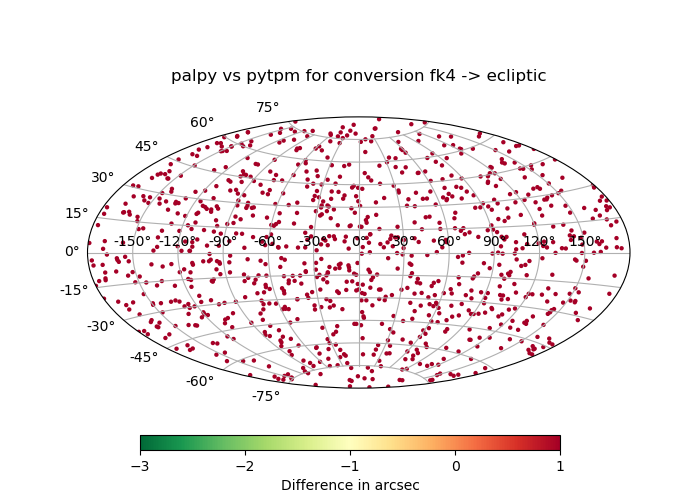 palpy vs pytpm for conversion fk4 -> ecliptic
75°
60°
45°
30°
15°
-150° -120° -90° -60° -30° 0° 30° 60° 90° 120° 150°
0°
-15°
-30°
-45°
-60°
-75°
−3 −2 −1 0 1
Difference in arcsec